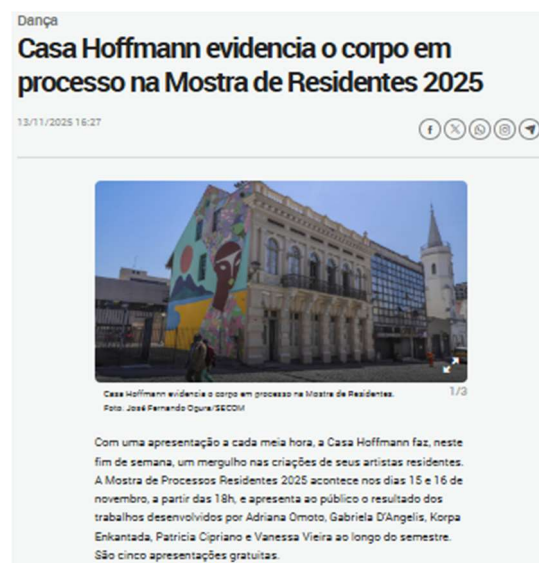 Dança
Casa Hoffmann evidencia o corpo em
processo na Mostra de Residentes 2025
13/11/2025 16:27
1/3
Casa Hoffmann evidencia o corpo em processo na Mostra de Residentes.
Foto: José Fernando Ogura/SECOM
Com uma apresentação a cada meia hora, a Casa Hoffmann faz, neste
fim de semana, um mergulho nas criações de seus artistas residentes.
A Mostra de Processos Residentes 2025 acontece nos dias 15 e 16 de
novembro, a partir das 18h, e apresenta ao público o resultado dos
trabalhos desenvolvidos por Adriana Omoto, Gabriela D'Angelis, Korpa
Enkantada, Patricia Cipriano e Vanessa Vieira ao longo do semestre.
São cinco apresentações gratuitas.